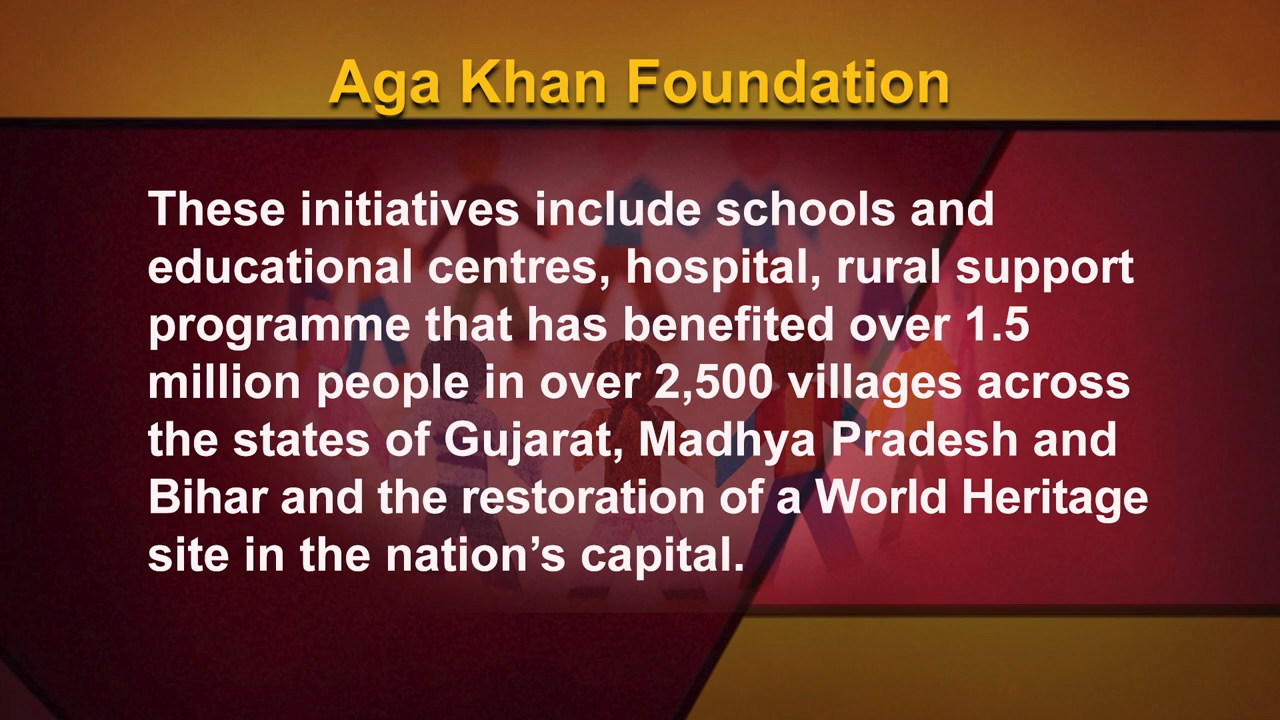 Aga Khan Foundation
These initiatives include schools and
educational centres, hospital, rural support
programme that has benefited over 1.5
million people in over 2,500 villages across
the states of Gujarat, Madhya Pradesh and
Bihar and the restoration of a World Heritage
site in the nation’s capital.